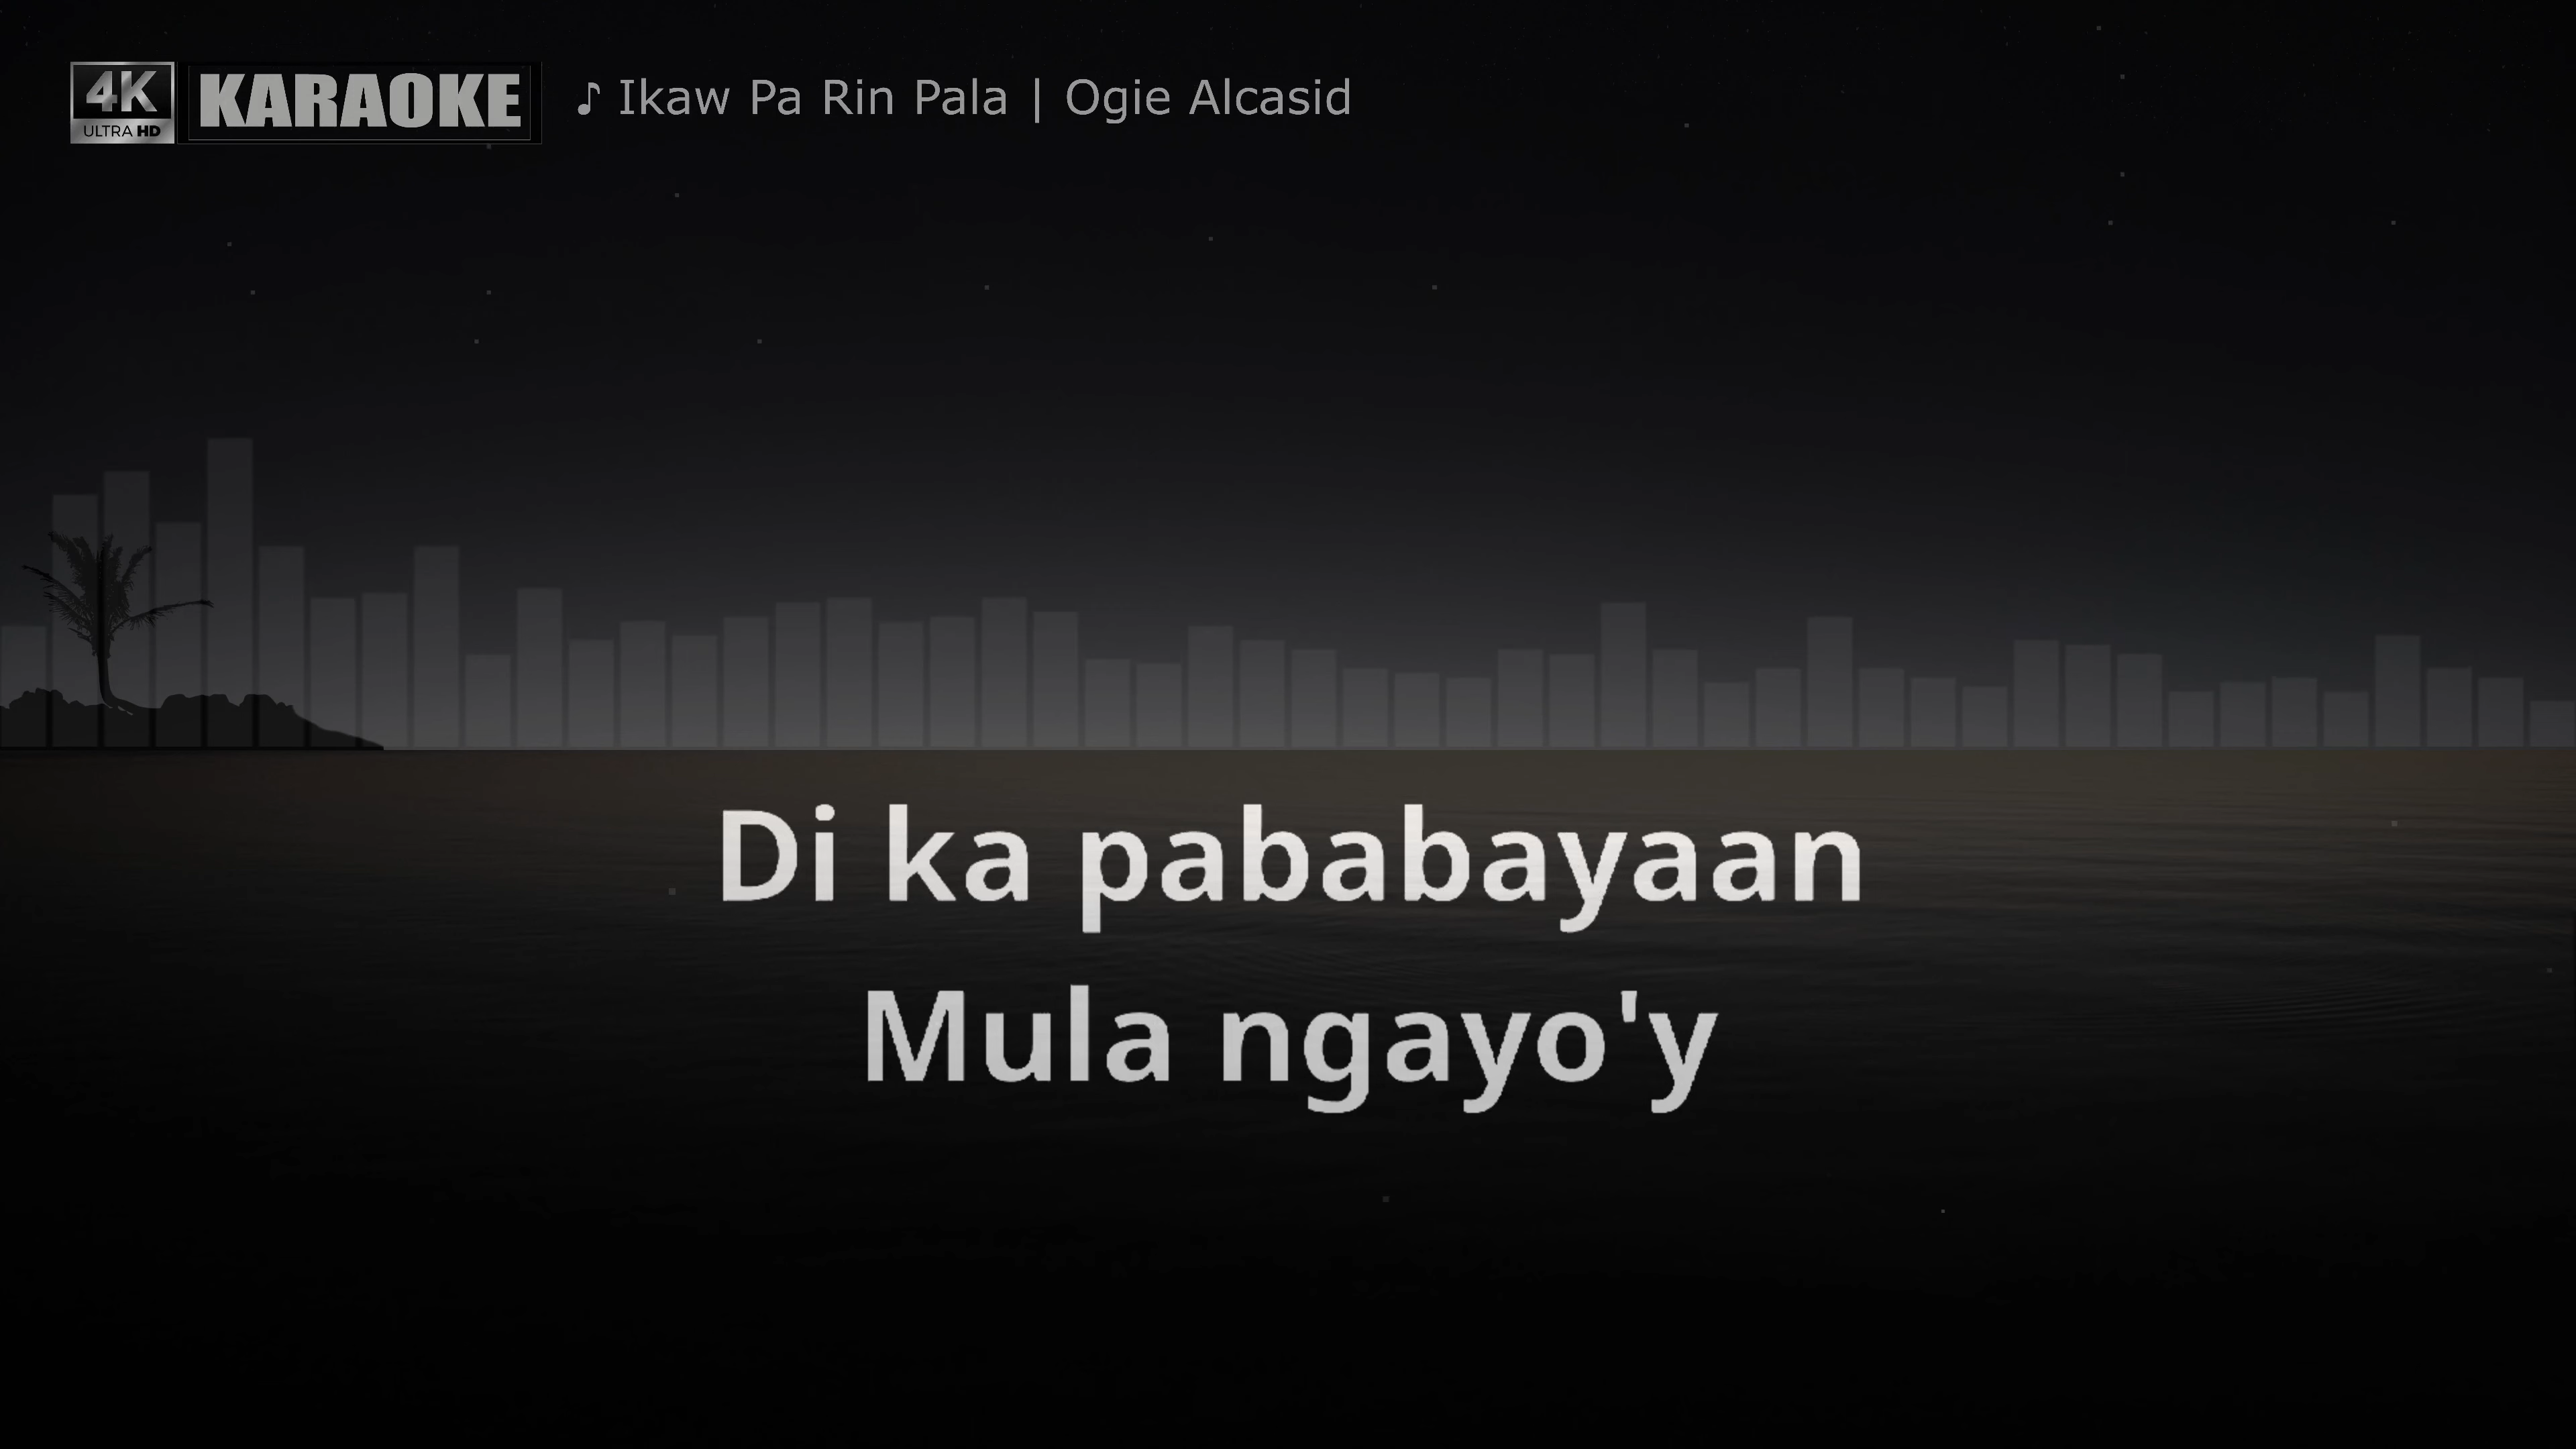 4K
ULTRA HD
KARAOKE
♪ Ikaw Pa Rin Pala | Ogie Alcasid
Di ka pababayaan
Mula ngayo'y